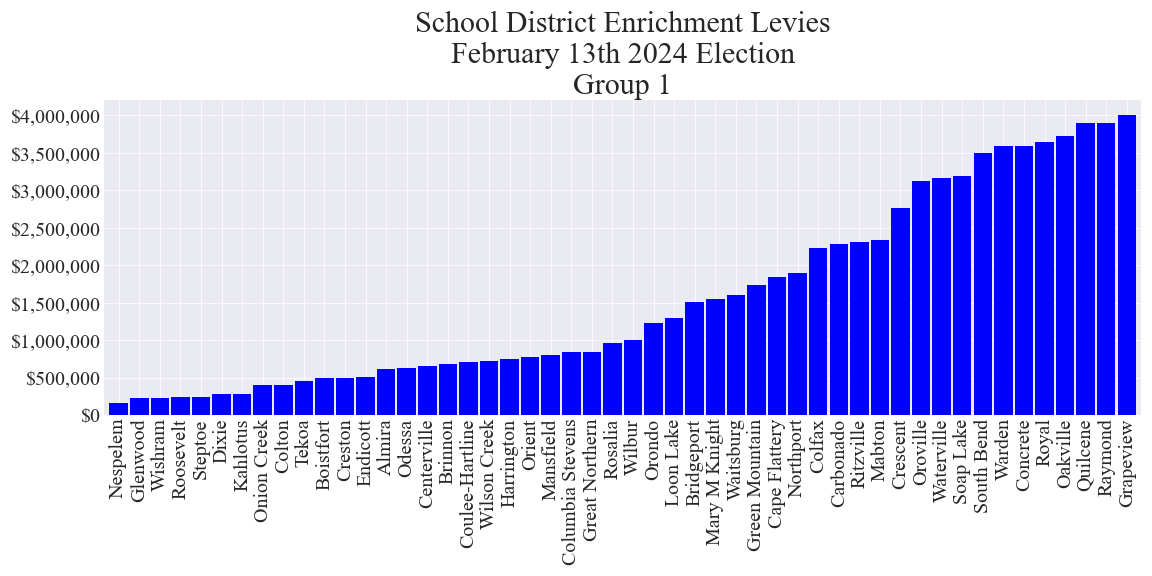 School District Enrichment Levies
February 13th 2024 Election
Group 1
$4,000,000
$3,500,000
$3,000,000
$2,500,000
$2,000,000
$1,500,000
$1,000,000
$500,000
$0
Nespelem
Glenwood
Wishram
Roosevelt
Steptoe
Dixie
Kahlotus
Onion Creek
Colton
Tekoa
Boistfort
Creston
Endicott
Almira
Odessa
Centerville
Brinnon
Coulee-Hartline
Wilson Creek
Harrington
Orient
Mansfield
Columbia Stevens
Great Northern
Rosalia
Wilbur
Orondo
Loon Lake
Bridgeport
Mary M Knight
Waitsburg
Green Mountain
Cape Flattery
Northport
Colfax
Carbonado
Ritzville
Mabton
Crescent
Oroville
Waterville
Soap Lake
South Bend
Warden
Concrete
Royal
Oakville
Quilcene
Raymond
Grapeview